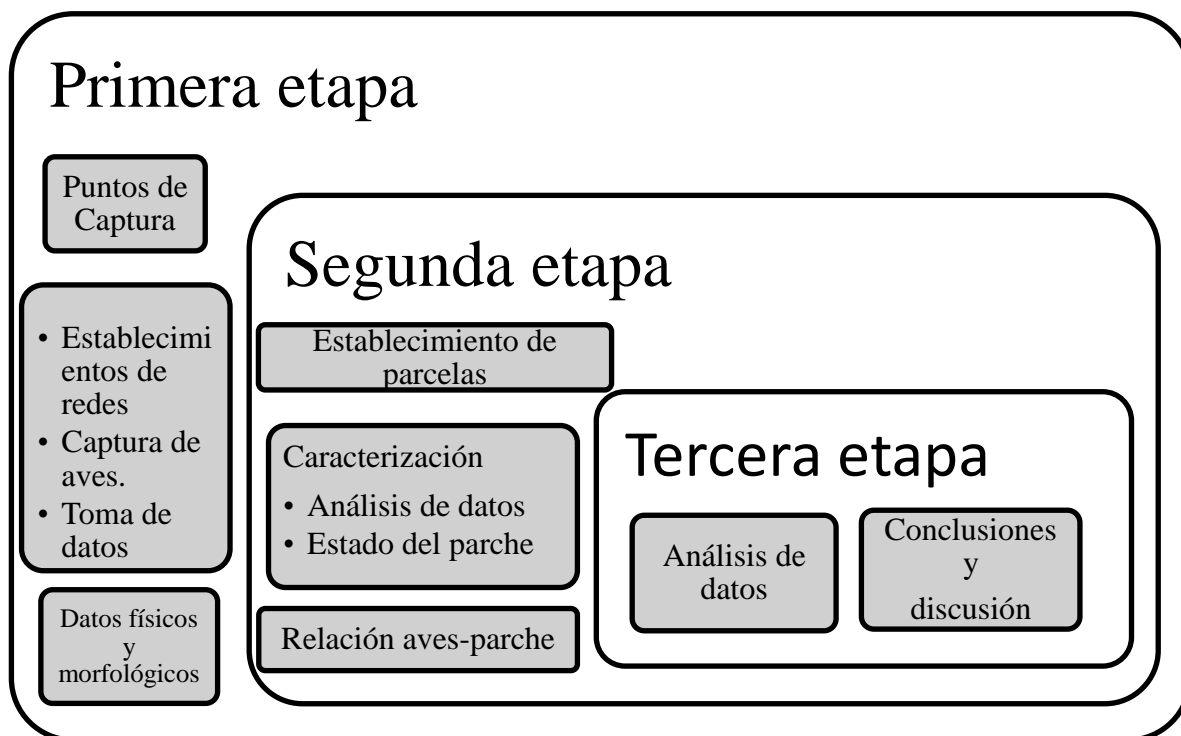 Primera etapa
Puntos de
Captura
• Establecimi
entos de
redes
• Captura de
aves.
• Toma de
datos
Datos físicos
y
morfológicos
Segunda etapa
Establecimiento de
parcelas
Caracterización
• Análisis de datos
• Estado del parche
Relación aves-parche
Tercera etapa
Análisis de
datos
Conclusiones
y
discusión